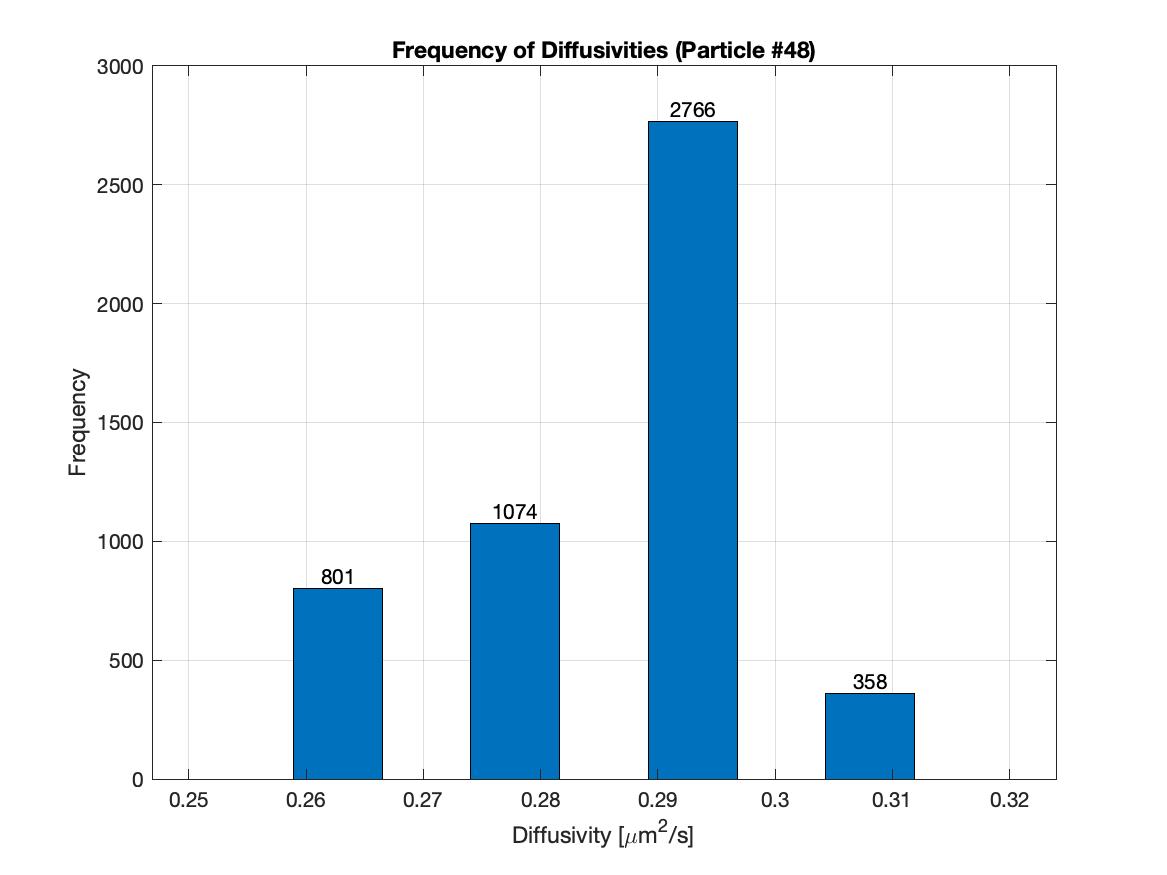 Frequency of Diffusivities (Particle #48)
3000
2766
2500
2000
Frequency
1500
1074
1000
801
500
358
0
0.25 0.26 0.27 0.28 0.29 0.3 0.31 0.32
Diffusivity [μm²/s]